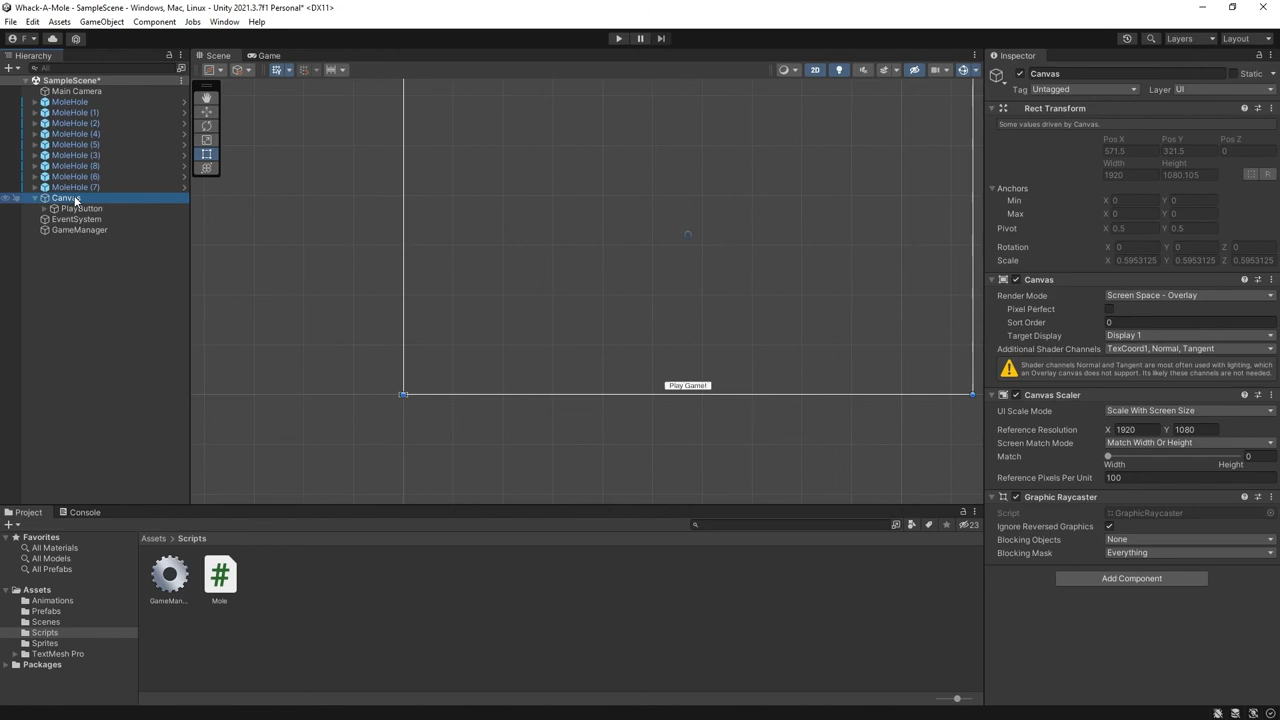 Whack-A-Mole - SampleScene - Windows, Mac, Linux - Unity 2021.3.7f1 Personal* <DX11>
File Edit Assets GameObject Component Jobs Window Help
F Layers Layout
Hierarchy
All
SampleScene*
Main Camera
MoleHole
MoleHole (1)
MoleHole (2)
MoleHole (4)
MoleHole (5)
MoleHole (3)
MoleHole (8)
MoleHole (6)
MoleHole (7)
Canvas
PlayButton
EventSystem
GameManager
Scene Game
2D
Play Game!
Inspector
Canvas Static
Tag Untagged Layer UI
Rect Transform
Some values driven by Canvas.
Pos X Pos Y Pos Z
571.5 321.5 0
Width Height
1920 1080.105 R
Anchors
Min X 0 Y 0
Max X 0 Y 0
Pivot X 0.5 Y 0.5
Rotation X 0 Y 0 Z 0
Scale X 0.5953125 Y 0.5953125 Z 0.5953125
Canvas
Render Mode Screen Space - Overlay
Pixel Perfect
Sort Order 0
Target Display Display 1
Additional Shader Channels TexCoord1, Normal, Tangent
Shader channels Normal and Tangent are most often used with lighting, which
an Overlay canvas does not support. Its likely these channels are not needed.
Canvas Scaler
UI Scale Mode Scale With Screen Size
Reference Resolution X 1920 Y 1080
Screen Match Mode Match Width Or Height
Match 0
Width Height
Reference Pixels Per Unit 100
Graphic Raycaster
Script GraphicRaycaster
Ignore Reversed Graphics
Blocking Objects None
Blocking Mask Everything
Add Component
Project Console
23
Favorites
All Materials
All Models
All Prefabs
Assets
Animations
Prefabs
Scenes
Scripts
Sprites
TextMesh Pro
Packages
Assets > Scripts
#
GameMan... Mole